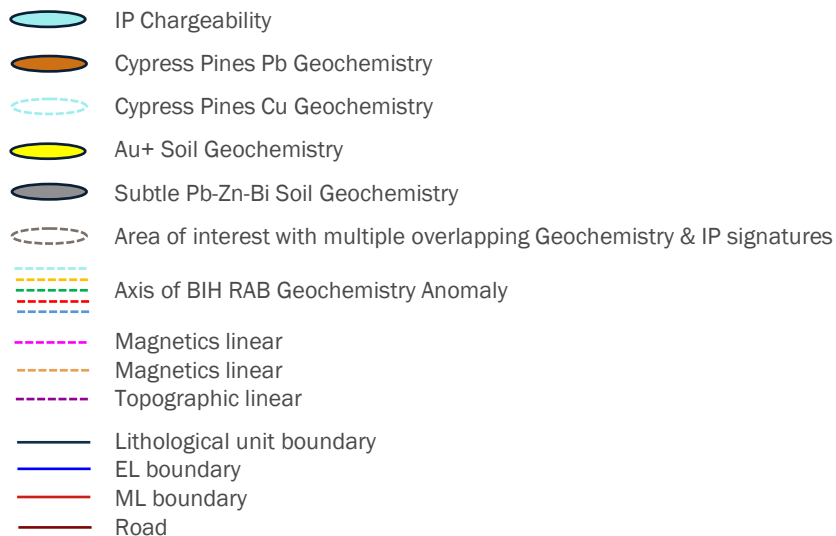 IP Chargeability
Cypress Pines Pb Geochemistry
Cypress Pines Cu Geochemistry
Au+ Soil Geochemistry
Subtle Pb-Zn-Bi Soil Geochemistry
Area of interest with multiple overlapping Geochemistry & IP signatures
Axis of BIH RAB Geochemistry Anomaly
Magnetics linear
Magnetics linear
Topographic linear
Lithological unit boundary
EL boundary
ML boundary
Road